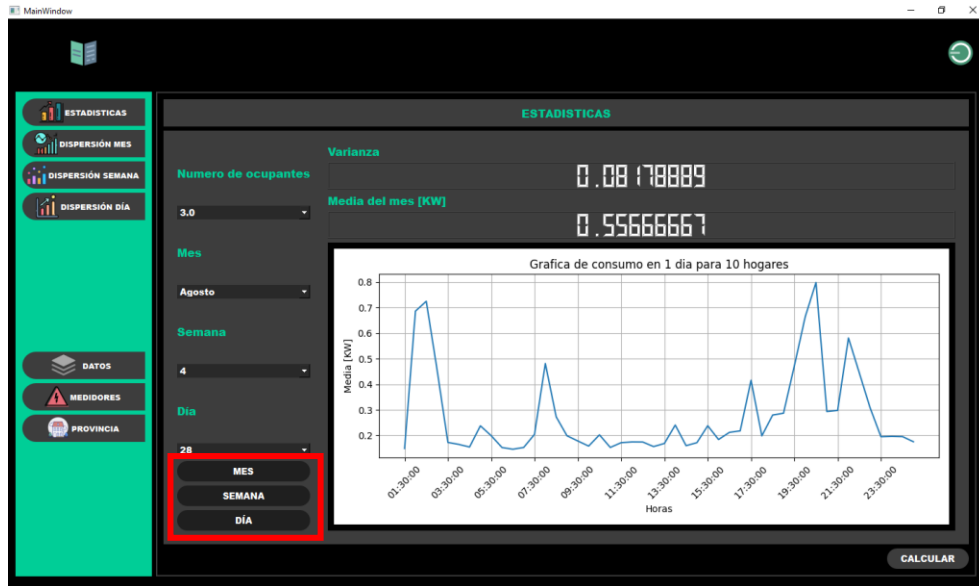 MainWindow
ESTADISTICAS
DISPERSIÓN MES
DISPERSIÓN SEMANA
DISPERSIÓN DÍA
DATOS
MEDIDORES
PROVINCIA
ESTADISTICAS
Numero de ocupantes
3.0
Mes
Agosto
Semana
4
Día
28
MES
SEMANA
DÍA
Varianza
0.08178889
Media del mes [KW]
0.55666667
Grafica de consumo en 1 dia para 10 hogares
Media [KW]
0.8
0.7
0.6
0.5
0.4
0.3
0.2
01:30:00
03:30:00
05:30:00
07:30:00
09:30:00
11:30:00
13:30:00
15:30:00
17:30:00
19:30:00
21:30:00
23:30:00
Horas
CALCULAR